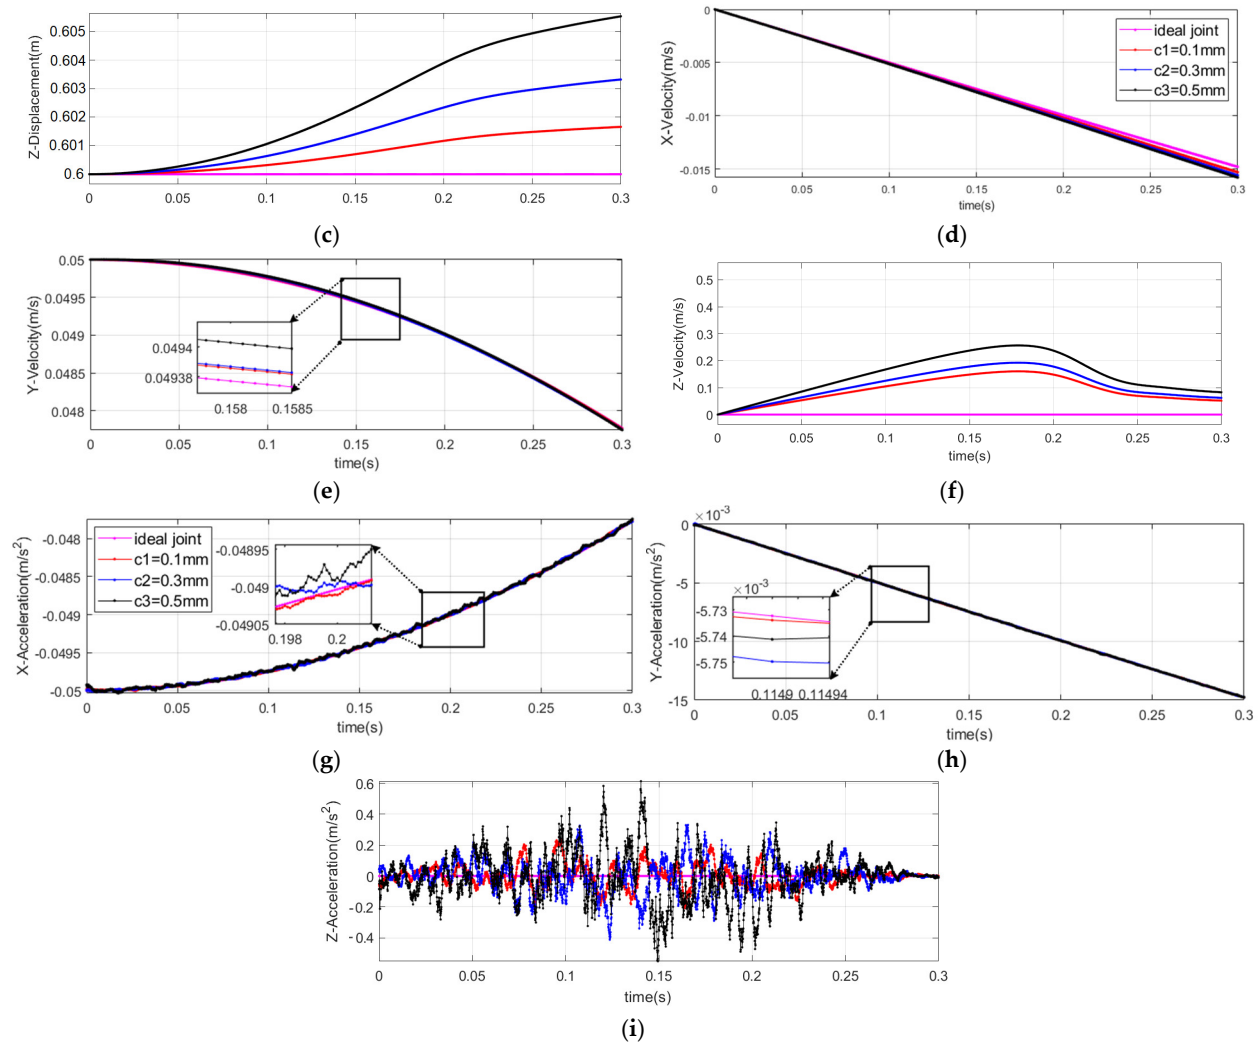 0.605
0.604
0.603
0.602
0.601
0.6
Z-Displacement(m)
0 0.05 0.1 0.15 0.2 0.25 0.3
time(s)
(c)
0
-0.005
-0.01
-0.015
X-Velocity(m/s)
ideal joint
c1=0.1mm
c2=0.3mm
c3=0.5mm
0 0.05 0.1 0.15 0.2 0.25 0.3
time(s)
(d)
0.05
0.0495
0.049
0.0485
0.048
Y-Velocity(m/s)
0.0494
0.04938
0.158 0.1585
0 0.05 0.1 0.15 0.2 0.25 0.3
time(s)
(e)
0.5
0.4
0.3
0.2
0.1
0
Z-Velocity(m/s)
0 0.05 0.1 0.15 0.2 0.25 0.3
time(s)
(f)
-0.048
-0.0485
-0.049
-0.0495
-0.05
X-Acceleration(m/s²)
ideal joint
c1=0.1mm
c2=0.3mm
c3=0.5mm
-0.04895
-0.049
-0.04905
0.198 0.2
0 0.05 0.1 0.15 0.2 0.25 0.3
time(s)
(g)
×10⁻³
0
-5
-10
-15
Y-Acceleration(m/s²)
×10⁻³
-5.73
-5.74
-5.75
0.1149 0.11494
0 0.05 0.1 0.15 0.2 0.25 0.3
time(s)
(h)
0.6
0.4
0.2
0
-0.2
-0.4
Z-Acceleration(m/s²)
0 0.05 0.1 0.15 0.2 0.25 0.3
time(s)
(i)